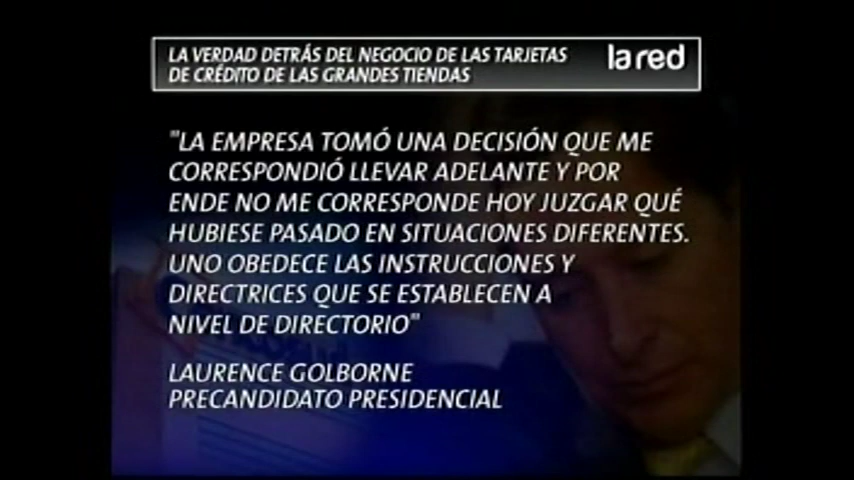 LA VERDAD DETRÁS DEL NEGOCIO DE LAS TARJETAS
DE CRÉDITO DE LAS GRANDES TIENDAS
la red
"LA EMPRESA TOMÓ UNA DECISIÓN QUE ME
CORRESPONDIÓ LLEVAR ADELANTE Y POR
ENDE NO ME CORRESPONDE HOY JUZGAR QUÉ
HUBIESE PASADO EN SITUACIONES DIFERENTES.
UNO OBEDECE LAS INSTRUCCIONES Y
DIRECTRICES QUE SE ESTABLECEN A
NIVEL DE DIRECTORIO"
LAURENCE GOLBORNE
PRECANDIDATO PRESIDENCIAL